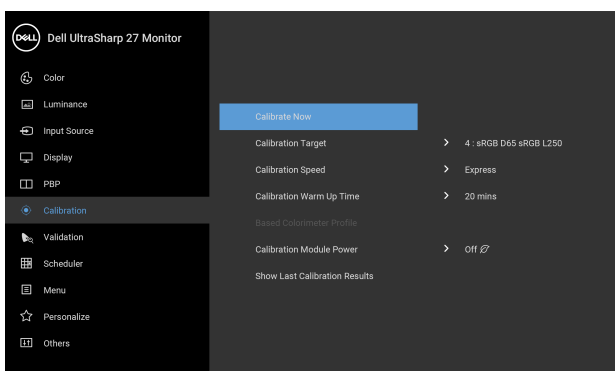 DELL Dell UltraSharp 27 Monitor
Color
Luminance
Input Source
Display
PBP
Calibration
Validation
Scheduler
Menu
Personalize
Others
Calibrate Now
Calibration Target > 4 : sRGB D65 sRGB L250
Calibration Speed > Express
Calibration Warm Up Time > 20 mins
Based Colorimeter Profile
Calibration Module Power > Off
Show Last Calibration Results